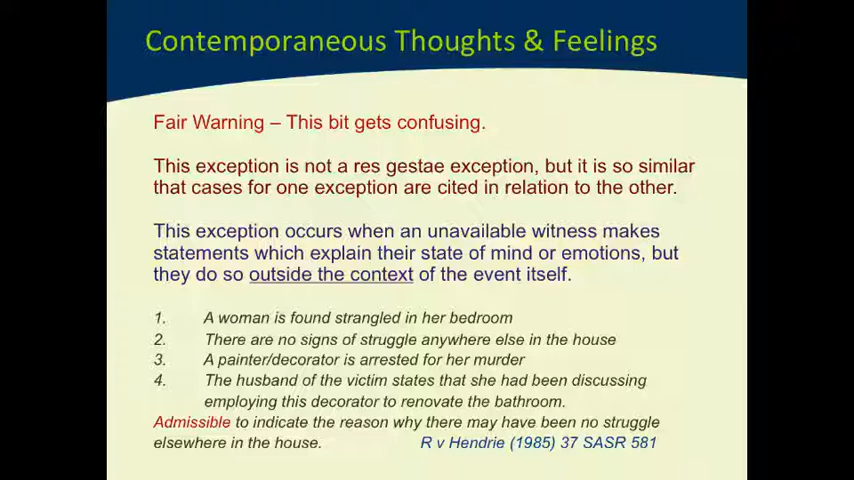 Contemporaneous Thoughts & Feelings
Fair Warning – This bit gets confusing.
This exception is not a res gestae exception, but it is so similar
that cases for one exception are cited in relation to the other.
This exception occurs when an unavailable witness makes
statements which explain their state of mind or emotions, but
they do so outside the context of the event itself.
1. A woman is found strangled in her bedroom
2. There are no signs of struggle anywhere else in the house
3. A painter/decorator is arrested for her murder
4. The husband of the victim states that she had been discussing
employing this decorator to renovate the bathroom.
Admissible to indicate the reason why there may have been no struggle
elsewhere in the house. R v Hendrie (1985) 37 SASR 581